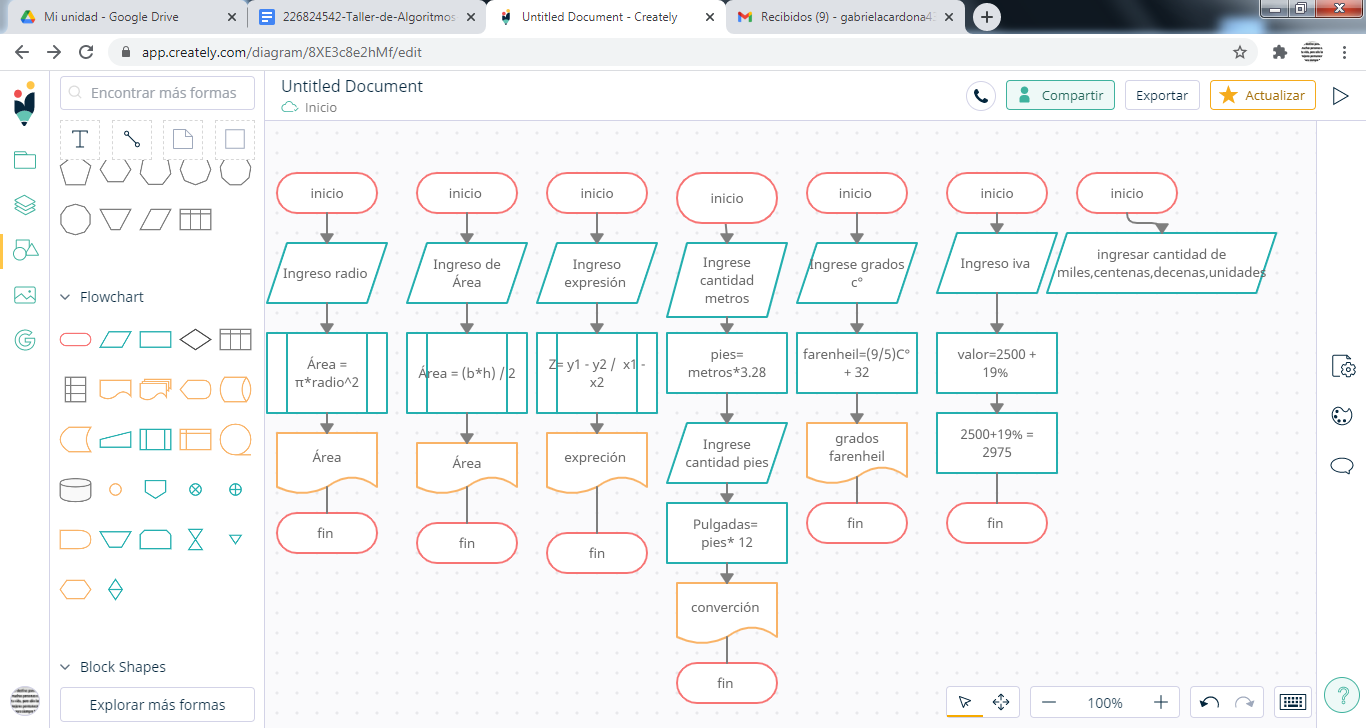 Mi unidad - Google Drive
226824542-Taller-de-Algoritmos
Untitled Document - Creately
Recibidos (9) - gabrielacardona4
app.creately.com/diagram/8XE3c8e2hMf/edit
Encontrar más formas
Untitled Document
Inicio
Compartir
Exportar
Actualizar
T
Flowchart
Block Shapes
Explorar más formas
inicio
Ingreso radio
Área =
π*radio^2
Área
fin
inicio
Ingreso de
Área
Área = (b*h) / 2
Área
fin
inicio
Ingreso
expresión
Z= y1 - y2 / x1 -
x2
expreción
fin
inicio
Ingrese
cantidad
metros
pies=
metros*3.28
Ingrese
cantidad pies
Pulgadas=
pies* 12
converción
fin
inicio
Ingrese grados
c°
farenheil=(9/5)C°
+ 32
grados
farenheil
fin
inicio
Ingreso iva
valor=2500 +
19%
2500+19% =
2975
fin
inicio
ingresar cantidad de
miles,centenas,decenas,unidades
100%
?